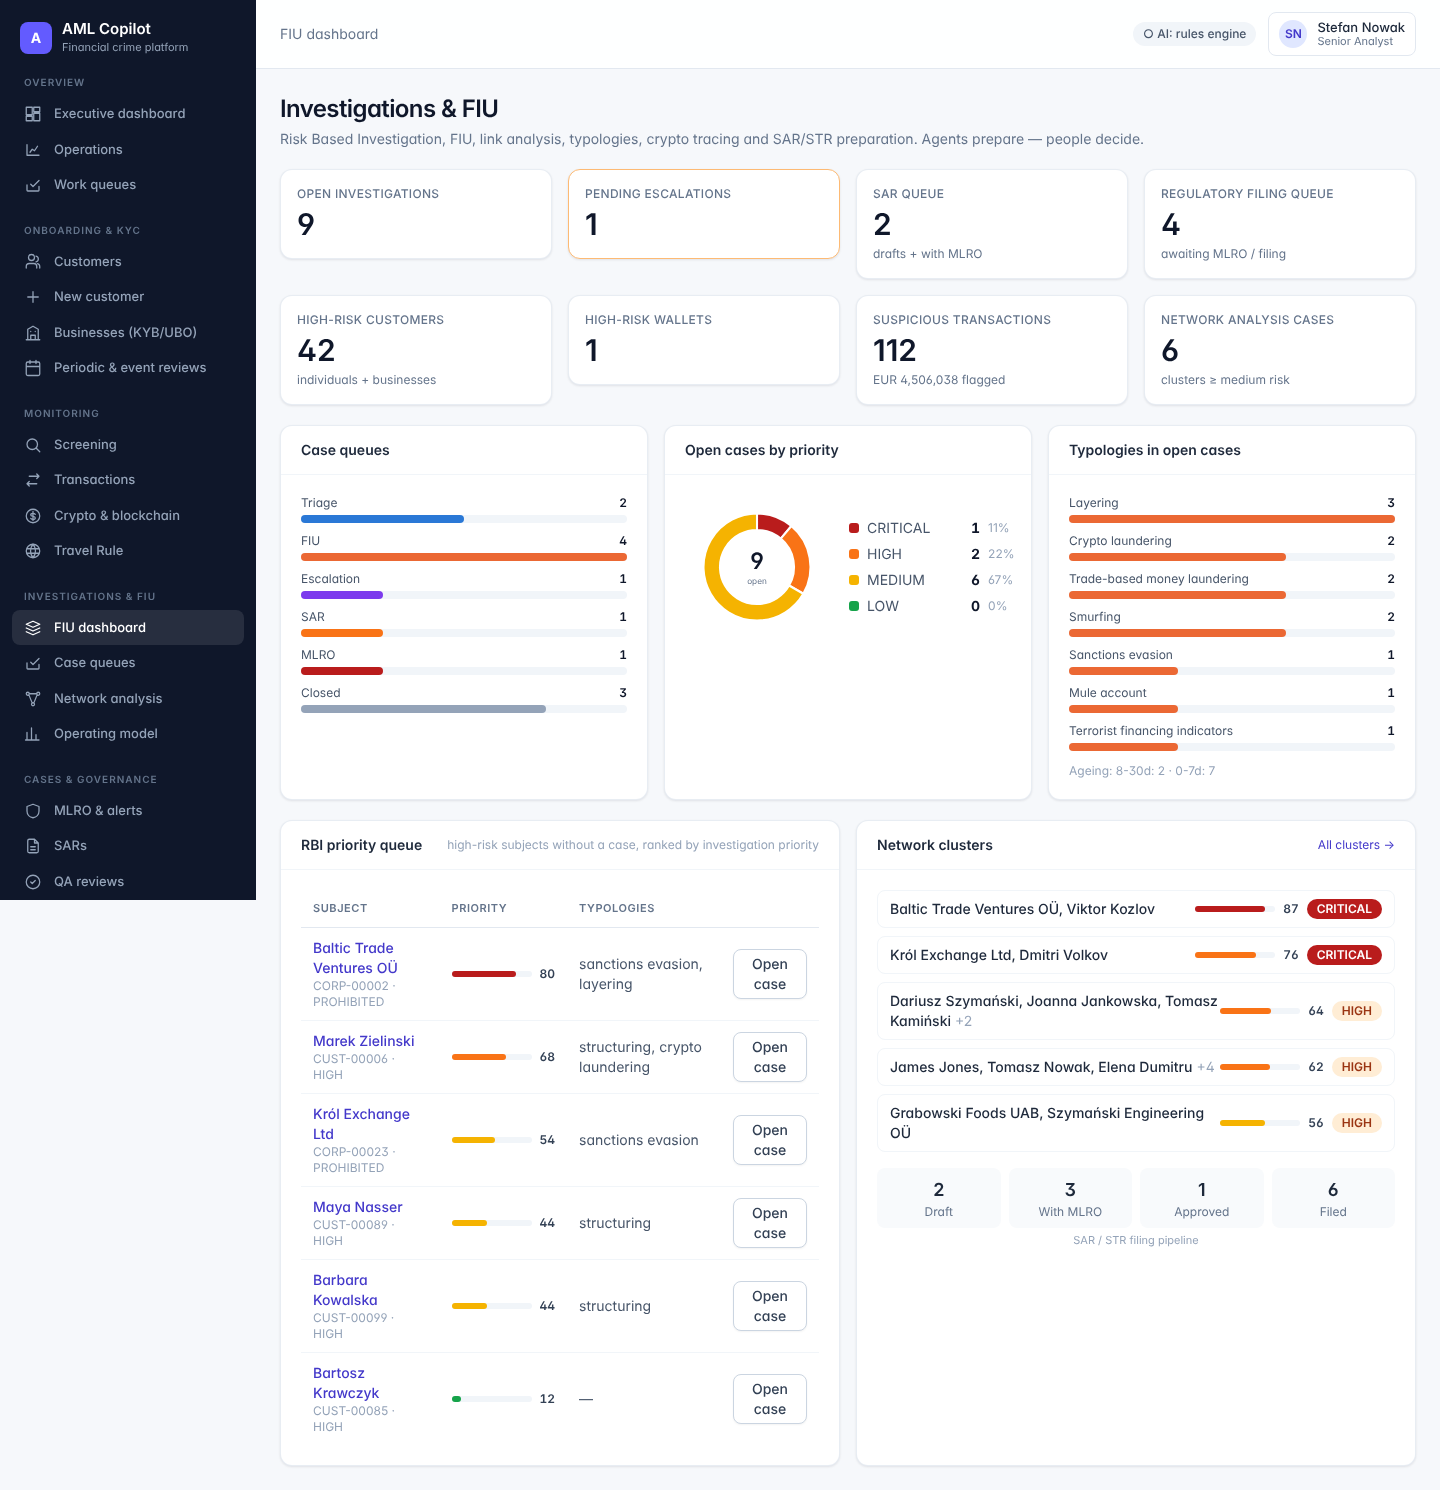 A
AML Copilot
Financial crime platform
OVERVIEW
Executive dashboard
Operations
Work queues
ONBOARDING & KYC
Customers
New customer
Businesses (KYB/UBO)
Periodic & event reviews
MONITORING
Screening
Transactions
Crypto & blockchain
Travel Rule
INVESTIGATIONS & FIU
FIU dashboard
Case queues
Network analysis
Operating model
CASES & GOVERNANCE
MLRO & alerts
SARs
QA reviews
FIU dashboard
AI: rules engine
SN
Stefan Nowak
Senior Analyst
Investigations & FIU
Risk Based Investigation, FIU, link analysis, typologies, crypto tracing and SAR/STR preparation. Agents prepare — people decide.
OPEN INVESTIGATIONS
9
PENDING ESCALATIONS
1
SAR QUEUE
2
drafts + with MLRO
REGULATORY FILING QUEUE
4
awaiting MLRO / filing
HIGH-RISK CUSTOMERS
42
individuals + businesses
HIGH-RISK WALLETS
1
SUSPICIOUS TRANSACTIONS
112
EUR 4,506,038 flagged
NETWORK ANALYSIS CASES
6
clusters ≥ medium risk
Case queues
Triage 2
FIU 4
Escalation 1
SAR 1
MLRO 1
Closed 3
Open cases by priority
9
open
CRITICAL 1 11%
HIGH 2 22%
MEDIUM 6 67%
LOW 0 0%
Typologies in open cases
Layering 3
Crypto laundering 2
Trade-based money laundering 2
Smurfing 2
Sanctions evasion 1
Mule account 1
Terrorist financing indicators 1
Ageing: 8-30d: 2 · 0-7d: 7
RBI priority queue high-risk subjects without a case, ranked by investigation priority
SUBJECT PRIORITY TYPOLOGIES
Baltic Trade
Ventures OÜ
CORP-00002 ·
PROHIBITED
80
sanctions evasion,
layering
Open
case
Marek Zielinski
CUST-00006 ·
HIGH
68
structuring, crypto
laundering
Open
case
Król Exchange
Ltd
CORP-00023 ·
PROHIBITED
54
sanctions evasion
Open
case
Maya Nasser
CUST-00089 ·
HIGH
44
structuring
Open
case
Barbara
Kowalska
CUST-00099 ·
HIGH
44
structuring
Open
case
Bartosz
Krawczyk
CUST-00085 ·
HIGH
12
—
Open
case
Network clusters All clusters →
Baltic Trade Ventures OÜ, Viktor Kozlov 87 CRITICAL
Król Exchange Ltd, Dmitri Volkov 76 CRITICAL
Dariusz Szymański, Joanna Jankowska, Tomasz
Kamiński +2
64 HIGH
James Jones, Tomasz Nowak, Elena Dumitru +4 62 HIGH
Grabowski Foods UAB, Szymański Engineering
OÜ
56 HIGH
2
Draft
3
With MLRO
1
Approved
6
Filed
SAR / STR filing pipeline